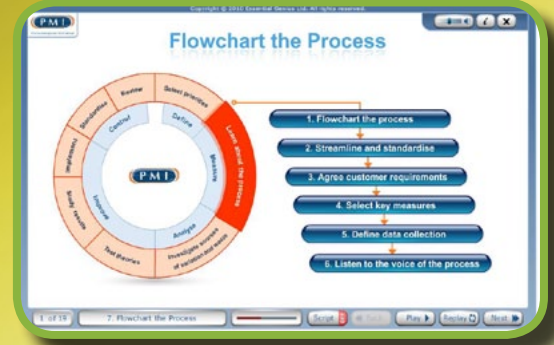 Copyright © 2010 Essential Genius Ltd. All rights reserved.
PMI
i X
Flowchart the Process
Select priorities
Learn about the process
Investigate sources
of variation and waste
Test theories
Study results
Implement
Standardise
Review
Define
Measure
Analyse
Improve
Control
PMI
1. Flowchart the process
2. Streamline and standardise
3. Agree customer requirements
4. Select key measures
5. Define data collection
6. Listen to the voice of the process
1 of 19
7. Flowchart the Process
Script
Back
Play
Replay
Next